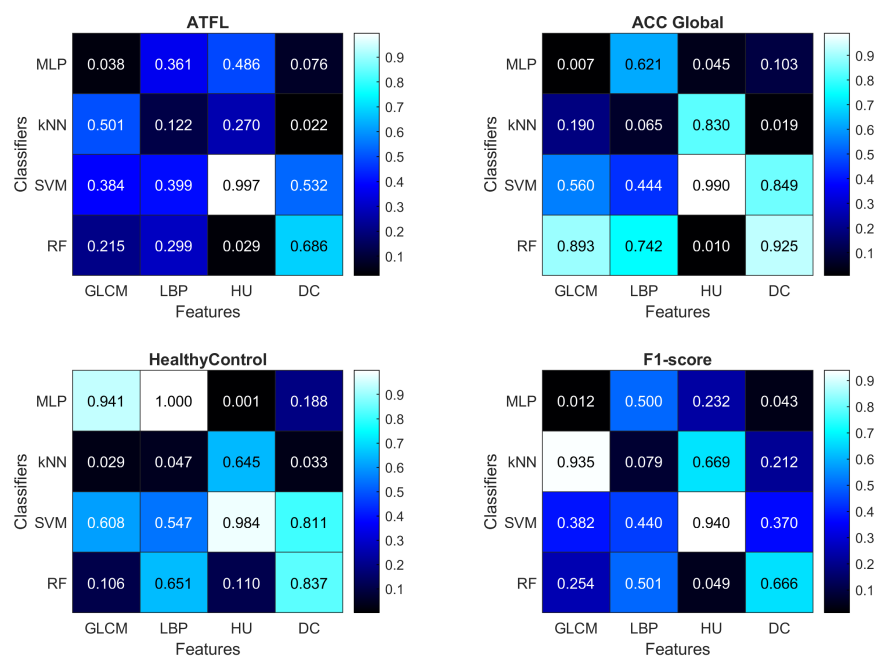 ATFL
MLP 0.038 0.361 0.486 0.076
kNN 0.501 0.122 0.270 0.022
SVM 0.384 0.399 0.997 0.532
RF 0.215 0.299 0.029 0.686
GLCM LBP HU DC
Features
Classifiers
0.9
0.8
0.7
0.6
0.5
0.4
0.3
0.2
0.1
ACC Global
MLP 0.007 0.621 0.045 0.103
kNN 0.190 0.065 0.830 0.019
SVM 0.560 0.444 0.990 0.849
RF 0.893 0.742 0.010 0.925
GLCM LBP HU DC
Features
Classifiers
0.9
0.8
0.7
0.6
0.5
0.4
0.3
0.2
0.1
HealthyControl
MLP 0.941 1.000 0.001 0.188
kNN 0.029 0.047 0.645 0.033
SVM 0.608 0.547 0.984 0.811
RF 0.106 0.651 0.110 0.837
GLCM LBP HU DC
Features
Classifiers
0.9
0.8
0.7
0.6
0.5
0.4
0.3
0.2
0.1
F1-score
MLP 0.012 0.500 0.232 0.043
kNN 0.935 0.079 0.669 0.212
SVM 0.382 0.440 0.940 0.370
RF 0.254 0.501 0.049 0.666
GLCM LBP HU DC
Features
Classifiers
0.9
0.8
0.7
0.6
0.5
0.4
0.3
0.2
0.1